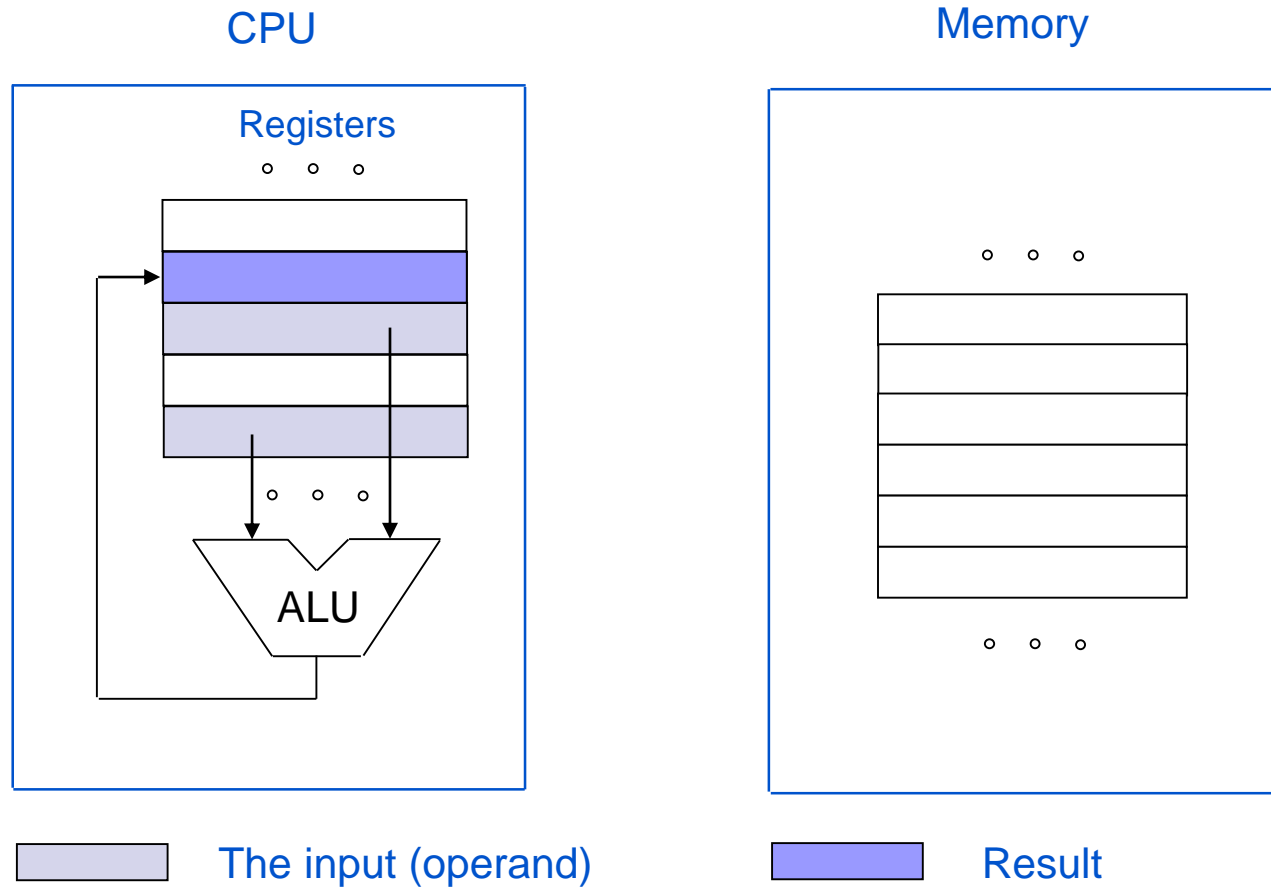 CPU
Memory
Registers
ALU
The input (operand)
Result